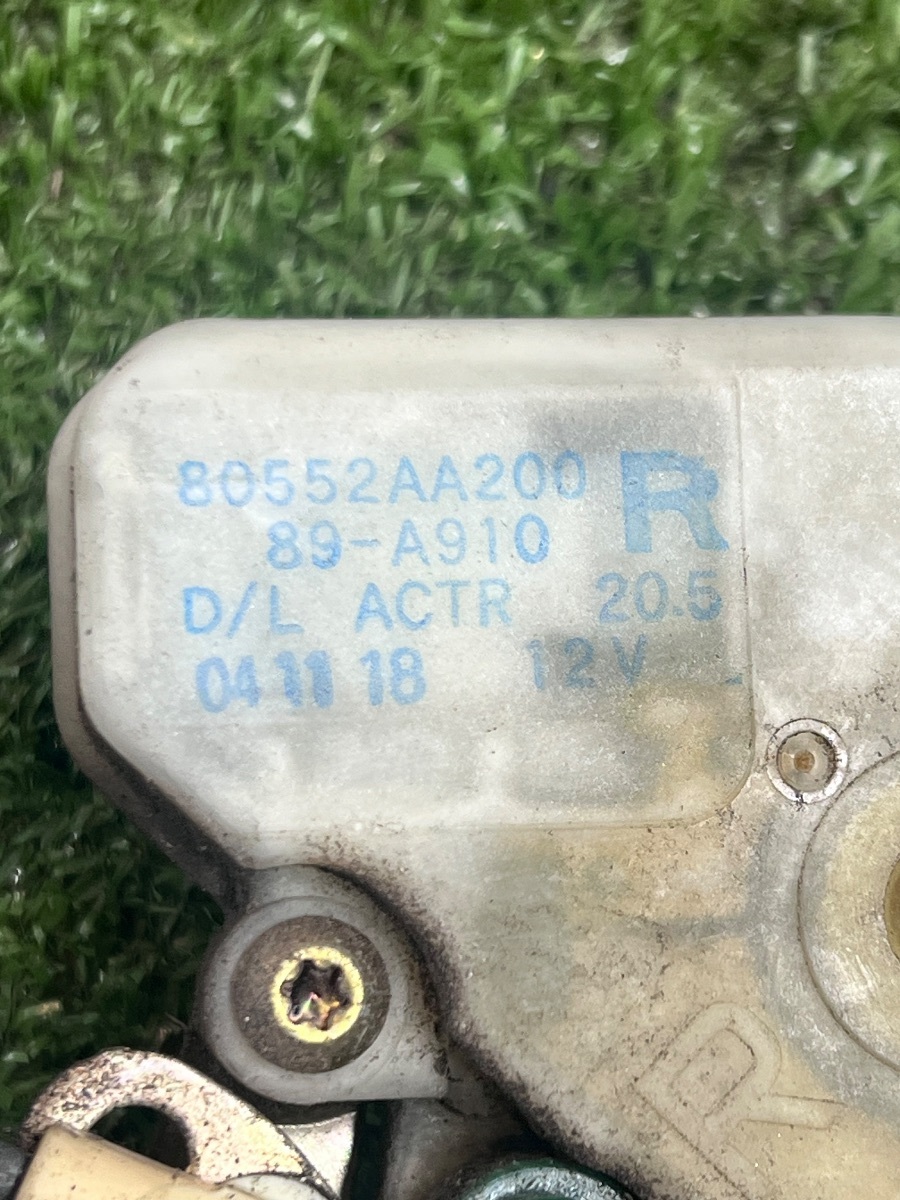 80552AA200 R
89-A910
D/L ACTR 20.5
04 11 18 12V
R